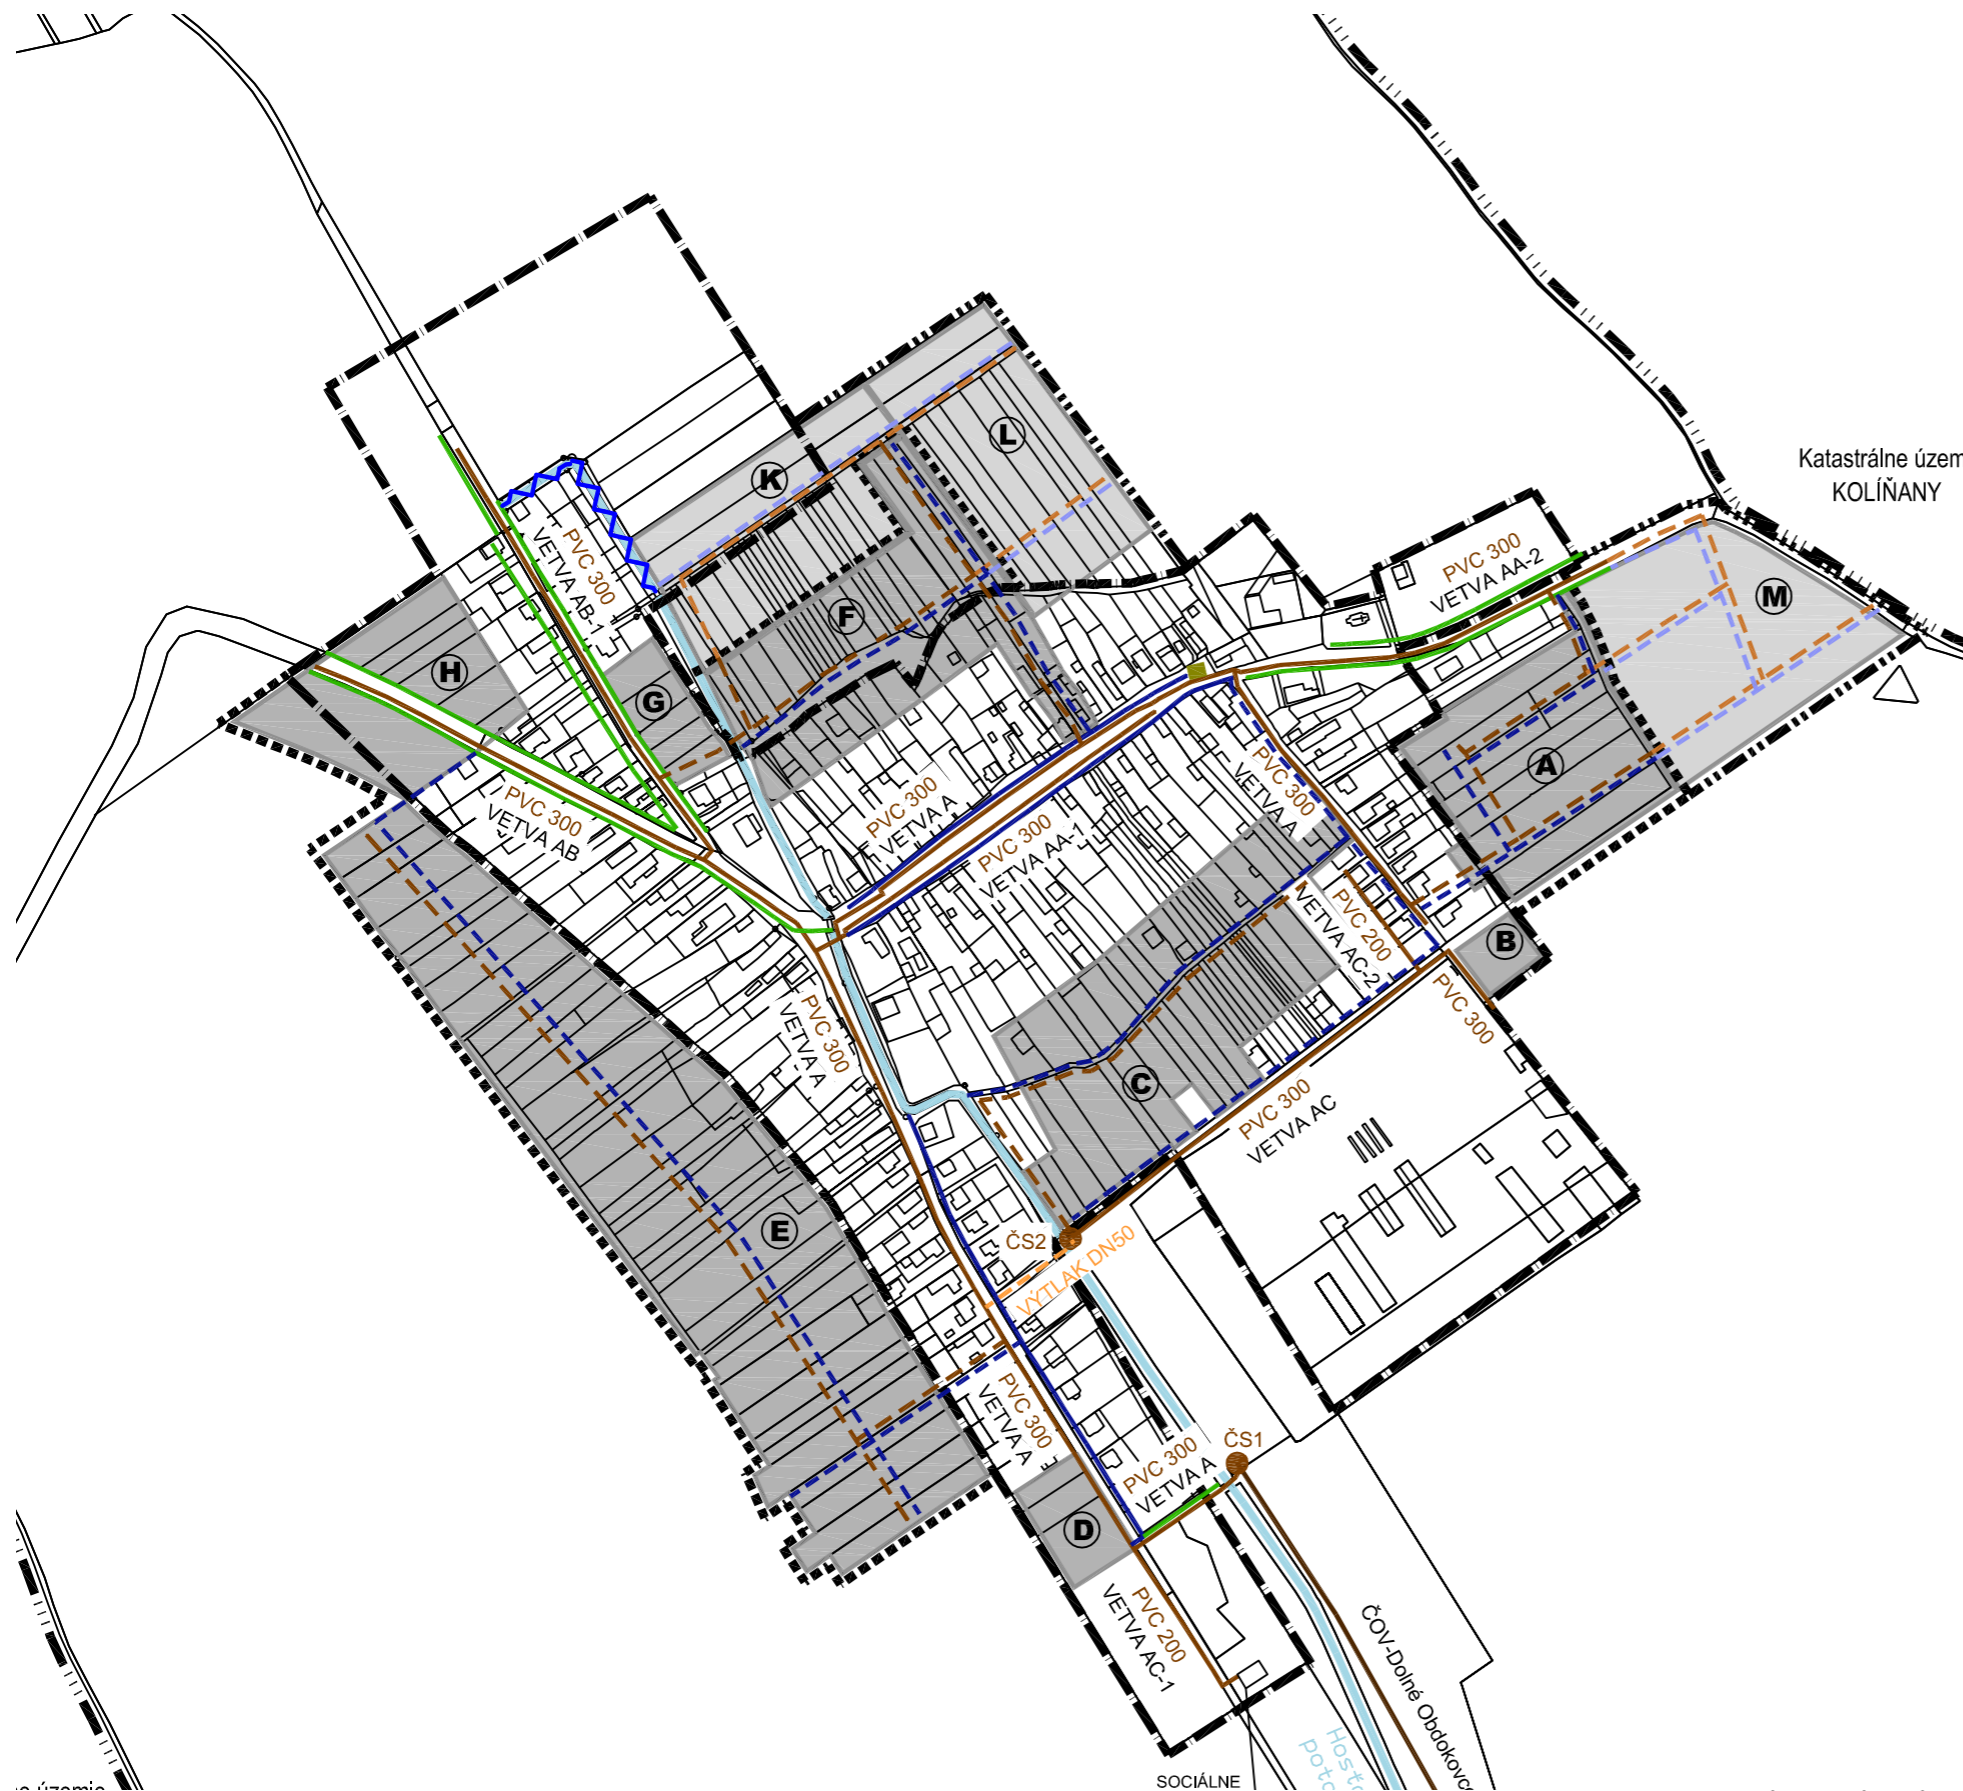 Katastrálne územ
KOLÍŇANY
PVC 300
VETVA AB-1
PVC 300
VETVA AA-2
K
L
M
F
H
G
A
PVC 300
VETVA AB
PVC 300
VETVA A
PVC 300
VETVA AA-1
PVC 300
VETVA A
PVC 200
VETVA AC-2
B
PVC 300
PVC 300
VETVA A
C
PVC 300
VETVA AC
E
ČS2
VÝTLAK DN50
PVC 300
VETVA A
PVC 300
VETVA A
ČS1
D
PVC 200
VETVA AC-1
ČOV-Dolné Obdokovce
SOCIÁLNE